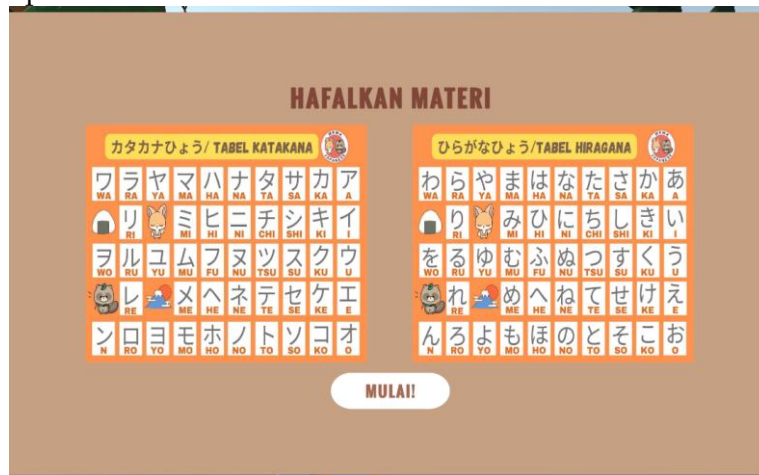 HAFALKAN MATERI
カタカナひょう/ TABEL KATAKANA
ワ ラ ヤ マ ハ ナ タ サ カ ア
WA RA YA MA HA NA TA SA KA A
リ ミ ヒ ニ チ シ キ イ
RI MI HI NI CHI SHI KI I
ヲ ル ユ ム フ ヌ ツ ス ク ウ
WO RU YU MU FU NU TSU SU KU U
レ メ ヘ ネ テ セ ケ エ
RE ME HE NE TE SE KE E
ン ロ ヨ モ ホ ノ ト ソ コ オ
N RO YO MO HO NO TO SO KO O
ひらがなひょう/TABEL HIRAGANA
わ ら や ま は な た さ か あ
WA RA YA MA HA NA TA SA KA A
り み ひ に ち し き い
RI MI HI NI CHI SHI KI I
を る ゆ む ふ ぬ つ す く う
WO RU YU MU FU NU TSU SU KU U
れ め へ ね て せ け え
RE ME HE NE TE SE KE E
ん ろ よ も ほ の と そ こ お
N RO YO MO HO NO TO SO KO O
MULAI!